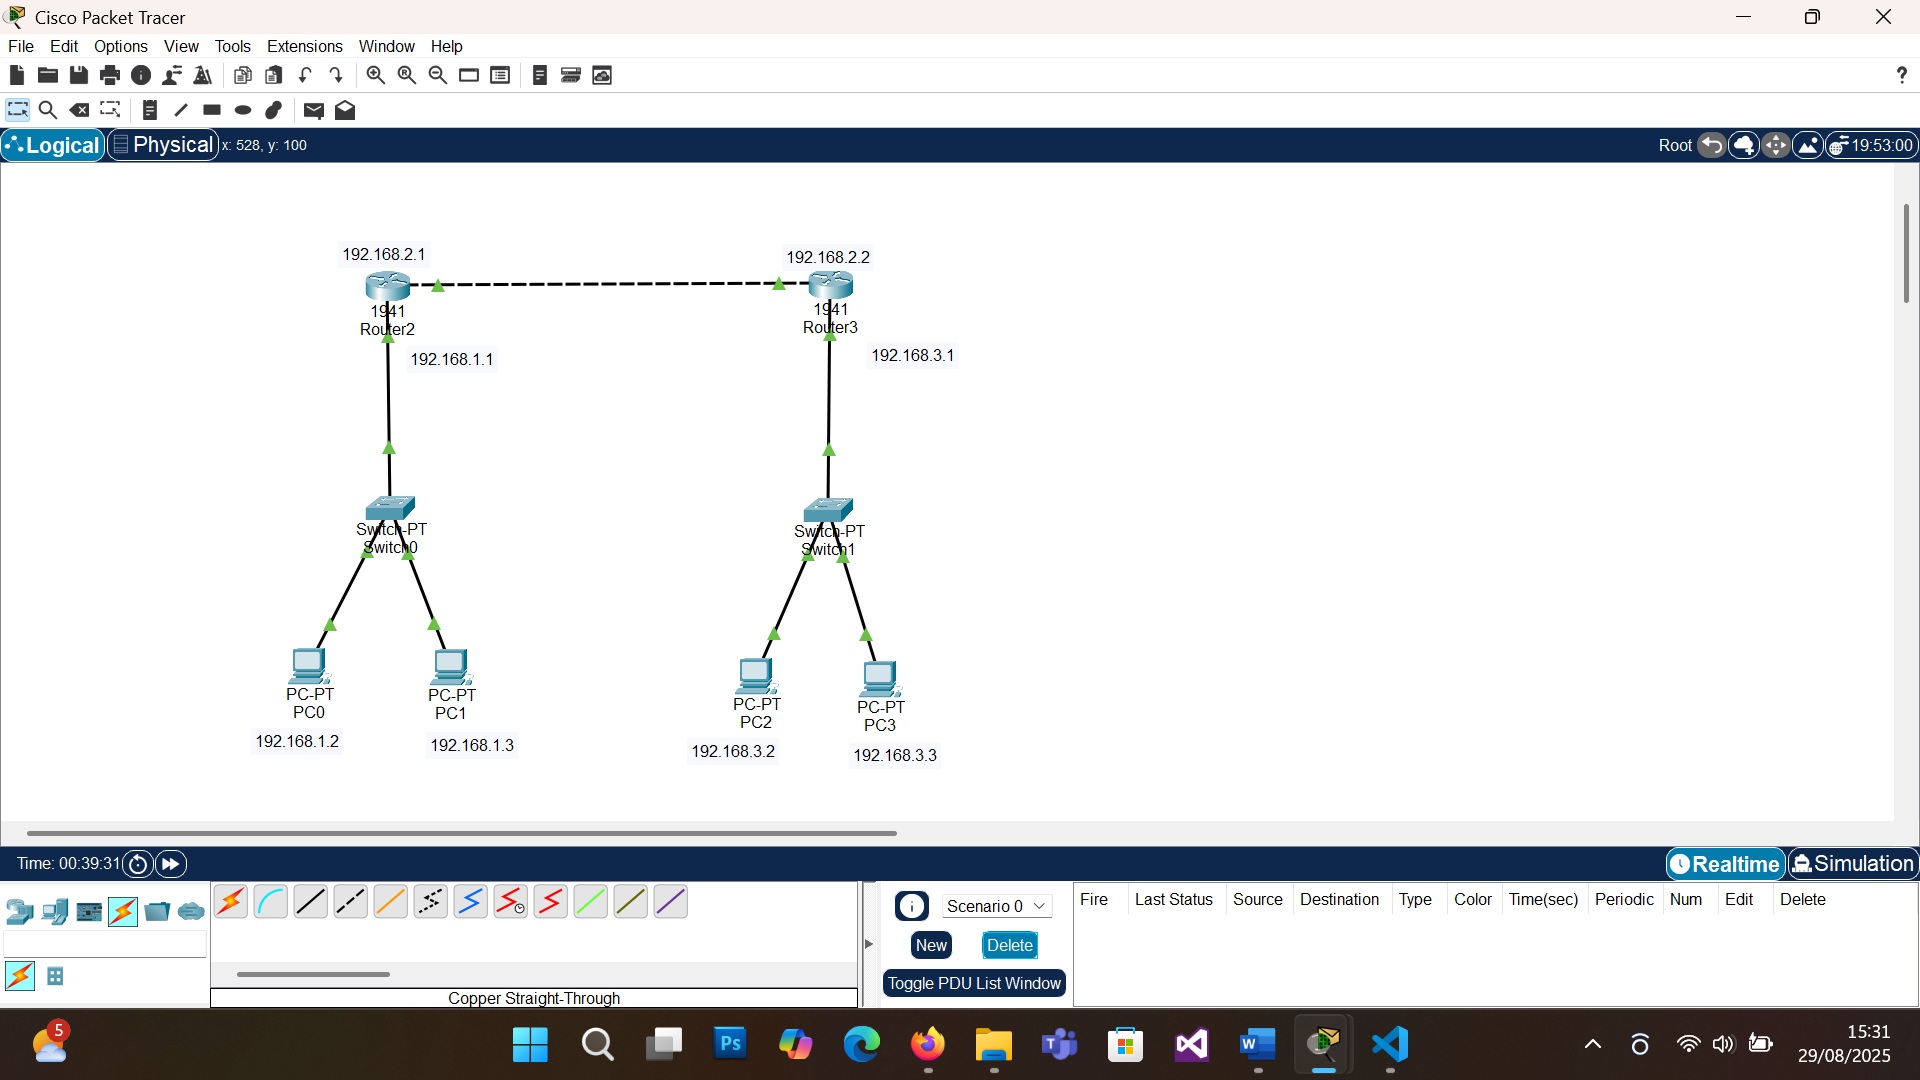 Cisco Packet Tracer
File Edit Options View Tools Extensions Window Help
?
Logical Physical x: 528, y: 100 Root 19:53:00
192.168.2.1 192.168.2.2
1941 1941
Router2 Router3
192.168.1.1 192.168.3.1
Switch-PT Switch-PT
Switch0 Switch1
PC-PT PC-PT PC-PT PC-PT
PC0 PC1 PC2 PC3
192.168.1.2 192.168.1.3 192.168.3.2 192.168.3.3
Time: 00:39:31 Realtime Simulation
Scenario 0 Fire Last Status Source Destination Type Color Time(sec) Periodic Num Edit Delete
New Delete
Toggle PDU List Window
Copper Straight-Through
5 Ps 15:31
29/08/2025